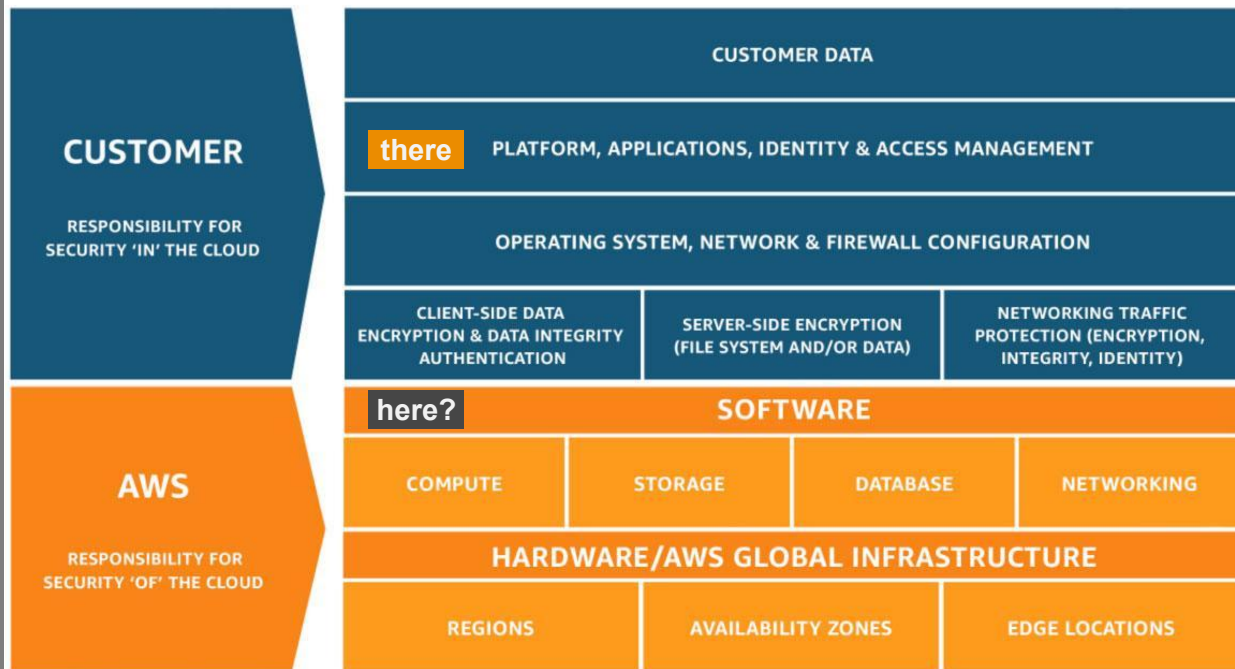 CUSTOMER
RESPONSIBILITY FOR
SECURITY ‘IN’ THE CLOUD
CUSTOMER DATA
there
PLATFORM, APPLICATIONS, IDENTITY & ACCESS MANAGEMENT
OPERATING SYSTEM, NETWORK & FIREWALL CONFIGURATION
CLIENT-SIDE DATA
ENCRYPTION & DATA INTEGRITY
AUTHENTICATION
SERVER-SIDE ENCRYPTION
(FILE SYSTEM AND/OR DATA)
NETWORKING TRAFFIC
PROTECTION (ENCRYPTION,
INTEGRITY, IDENTITY)
AWS
RESPONSIBILITY FOR
SECURITY ‘OF’ THE CLOUD
here?
SOFTWARE
COMPUTE
STORAGE
DATABASE
NETWORKING
HARDWARE/AWS GLOBAL INFRASTRUCTURE
REGIONS
AVAILABILITY ZONES
EDGE LOCATIONS